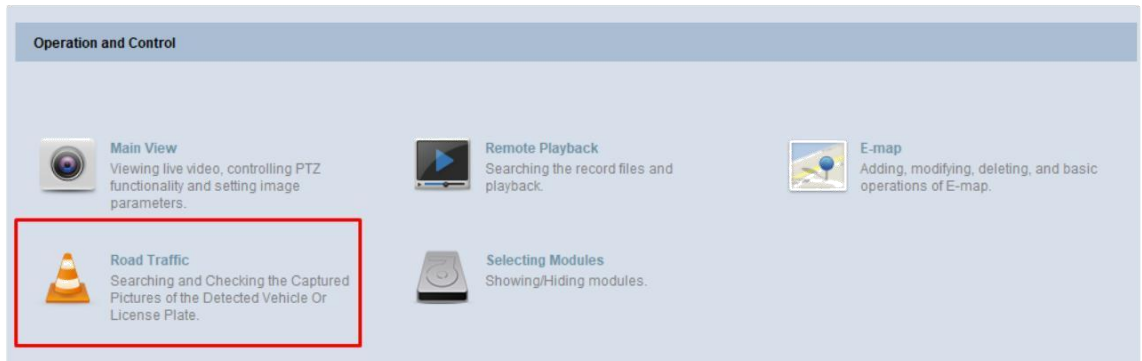 Operation and Control
Main View
Viewing live video, controlling PTZ
functionality and setting image
parameters.
Remote Playback
Searching the record files and
playback.
E-map
Adding, modifying, deleting, and basic
operations of E-map.
Road Traffic
Searching and Checking the Captured
Pictures of the Detected Vehicle Or
License Plate.
Selecting Modules
Showing/Hiding modules.